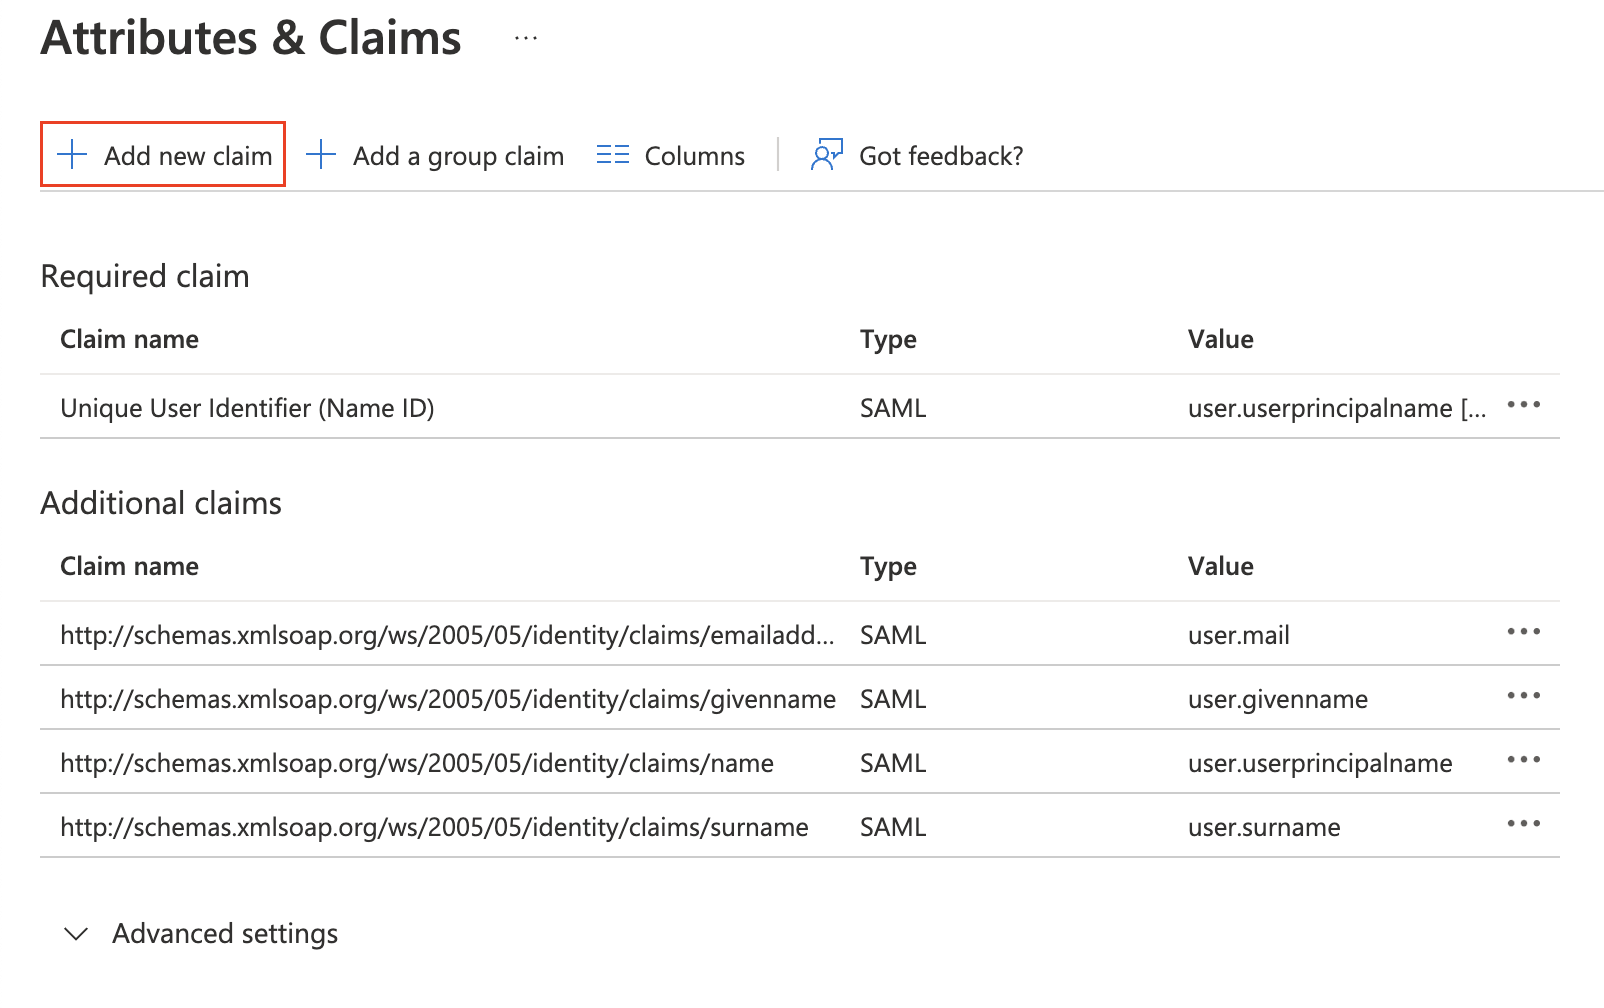 Attributes & Claims ...
Add new claim Add a group claim Columns Got feedback?
Required claim
Claim name Type Value
Unique User Identifier (Name ID) SAML user.userprincipalname [...
Additional claims
Claim name Type Value
http://schemas.xmlsoap.org/ws/2005/05/identity/claims/emailadd... SAML user.mail
http://schemas.xmlsoap.org/ws/2005/05/identity/claims/givenname SAML user.givenname
http://schemas.xmlsoap.org/ws/2005/05/identity/claims/name SAML user.userprincipalname
http://schemas.xmlsoap.org/ws/2005/05/identity/claims/surname SAML user.surname
Advanced settings